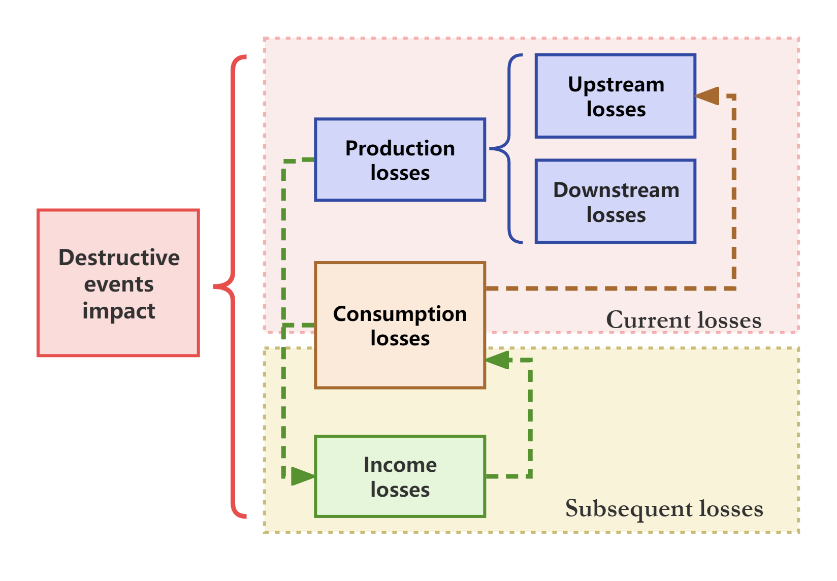 Destructive
events
impact
Production
losses
Upstream
losses
Downstream
losses
Consumption
losses
Current losses
Income
losses
Subsequent losses